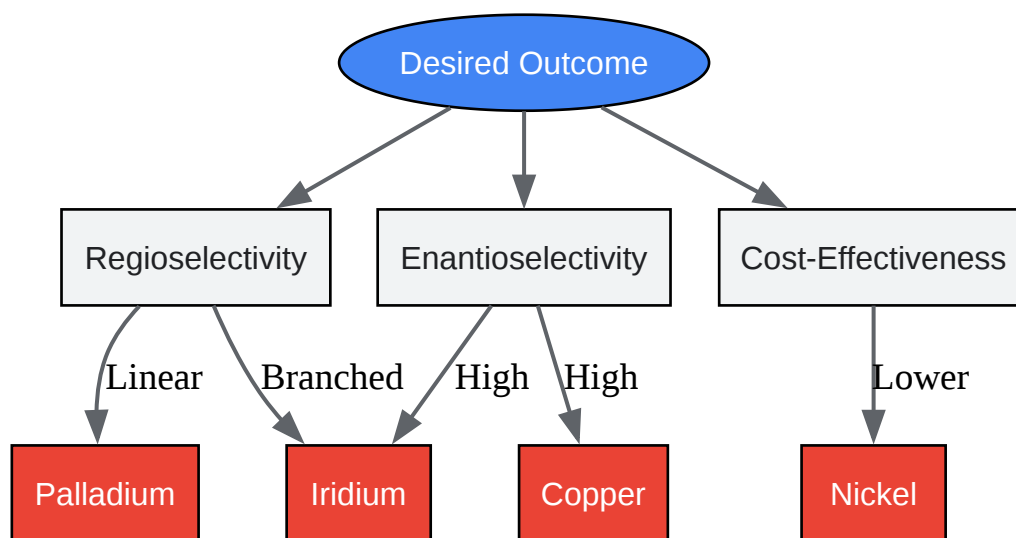 Desired Outcome
Regioselectivity
Enantioselectivity
Cost-Effectiveness
Linear
Branched
High
High
Lower
Palladium
Iridium
Copper
Nickel